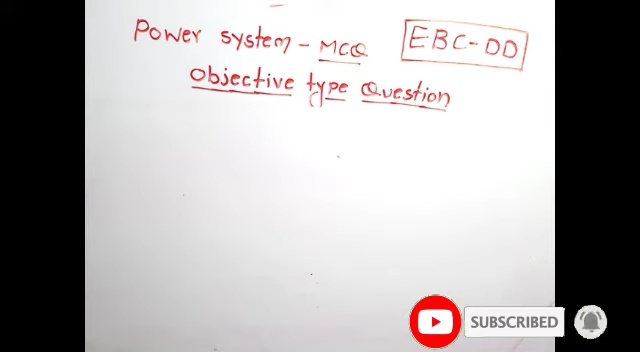 Power system - MCQ
EBC-DD
Objective type Question
SUBSCRIBED